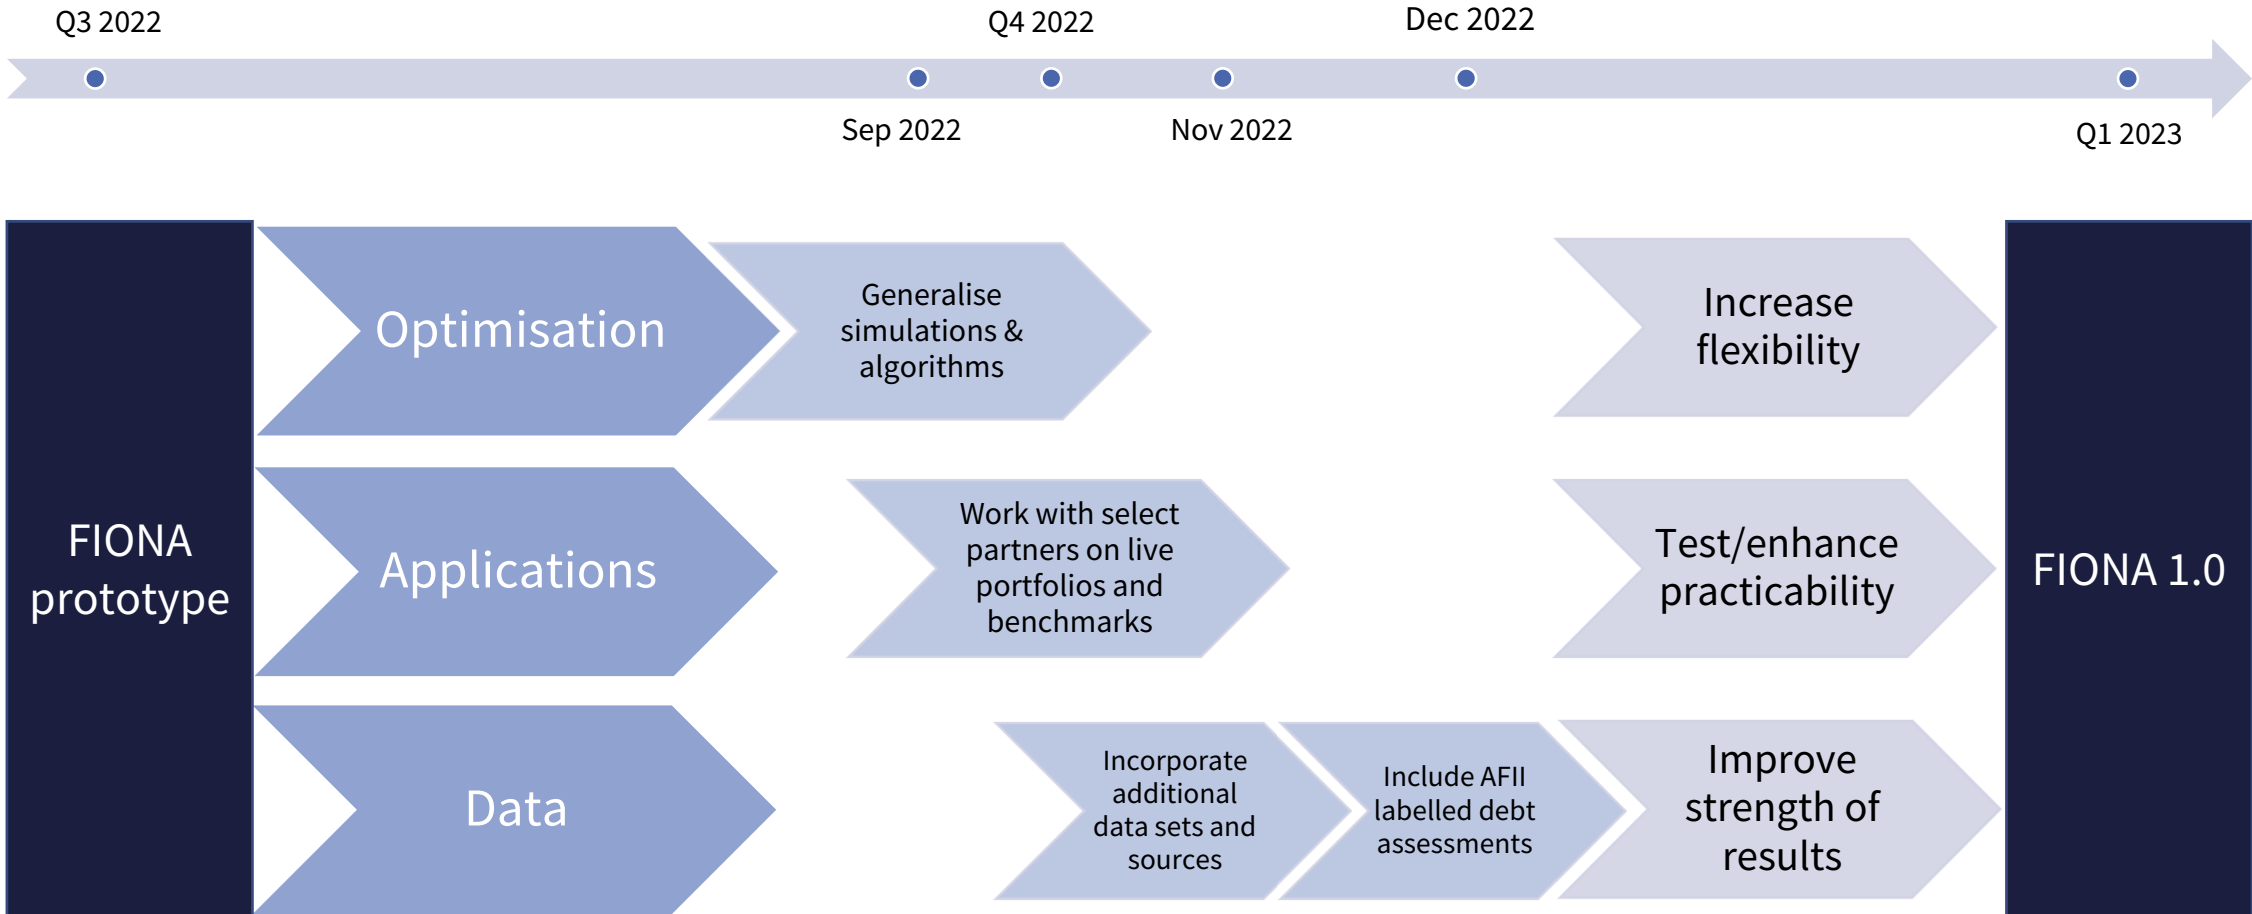 Q3 2022
Q4 2022
Dec 2022
Sep 2022
Nov 2022
Q1 2023
FIONA
prototype
Optimisation
Generalise
simulations &
algorithms
Increase
flexibility
Applications
Work with select
partners on live
portfolios and
benchmarks
Test/enhance
practicability
Data
Incorporate
additional
data sets and
sources
Include AFII
labelled debt
assessments
Improve
strength of
results
FIONA 1.0